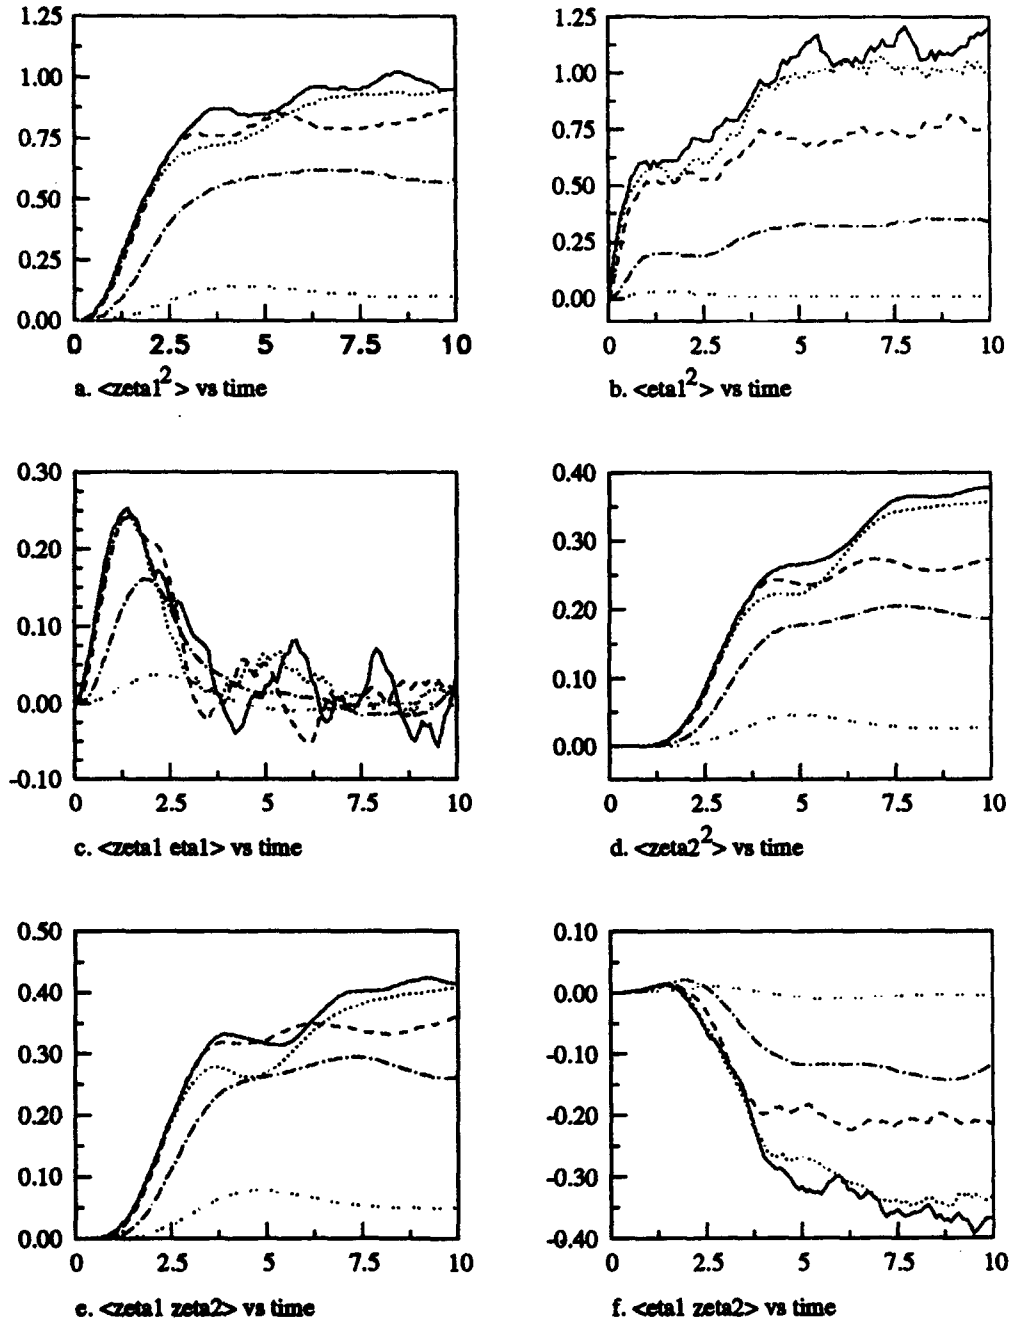 1.25
1.00
0.75
0.50
0.25
0.00
0 2.5 5 7.5 10
a. <zeta1²> vs time
1.25
1.00
0.75
0.50
0.25
0.00
0 2.5 5 7.5 10
b. <eta1²> vs time
0.30
0.20
0.10
0.00
-0.10
0 2.5 5 7.5 10
c. <zeta1 eta1> vs time
0.40
0.30
0.20
0.10
0.00
0 2.5 5 7.5 10
d. <zeta2²> vs time
0.50
0.40
0.30
0.20
0.10
0.00
0 2.5 5 7.5 10
e. <zeta1 zeta2> vs time
0.10
0.00
-0.10
-0.20
-0.30
-0.40
0 2.5 5 7.5 10
f. <eta1 zeta2> vs time